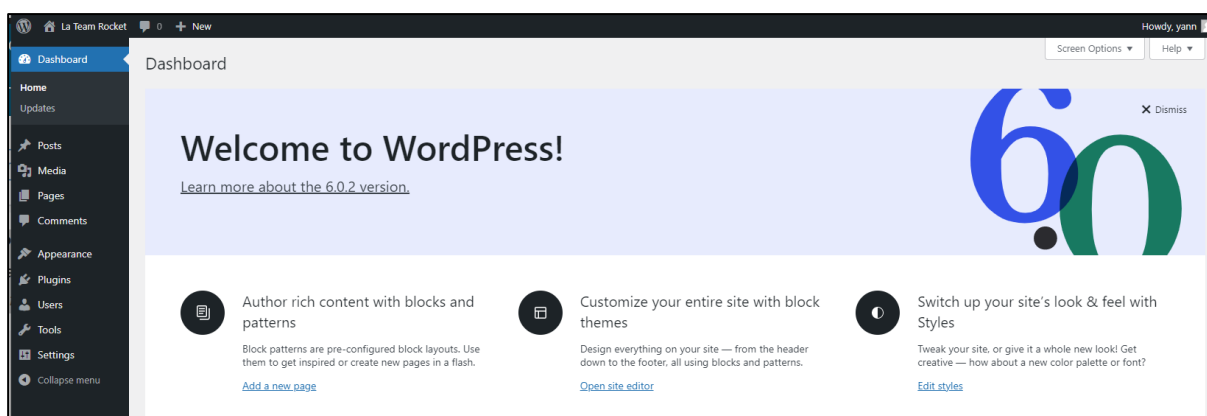 La Team Rocket 0 New Howdy, yann
Screen Options Help
Dashboard
Dashboard
Home
Updates
Posts
Media
Pages
Comments
Appearance
Plugins
Users
Tools
Settings
Collapse menu
Dismiss
Welcome to WordPress!
Learn more about the 6.0.2 version.
6.0
Author rich content with blocks and
patterns
Block patterns are pre-configured block layouts. Use
them to get inspired or create new pages in a flash.
Add a new page
Customize your entire site with block
themes
Design everything on your site — from the header
down to the footer, all using blocks and patterns.
Open site editor
Switch up your site’s look & feel with
Styles
Tweak your site, or give it a whole new look! Get
creative — how about a new color palette or font?
Edit styles